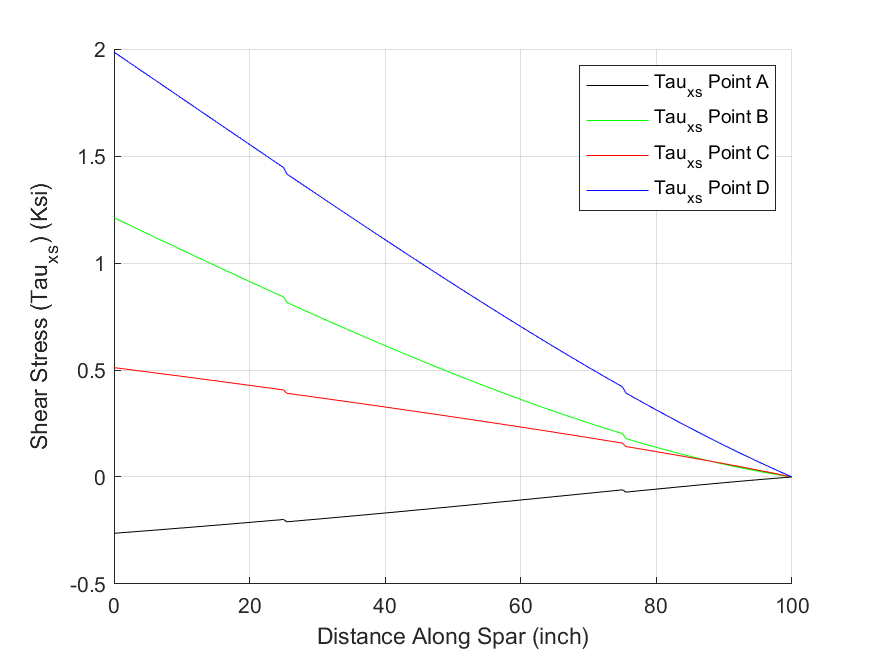 2
1.5
1
0.5
0
-0.5
Shear Stress (Tau_xs) (Ksi)
Tau_xs Point A
Tau_xs Point B
Tau_xs Point C
Tau_xs Point D
0 20 40 60 80 100
Distance Along Spar (inch)